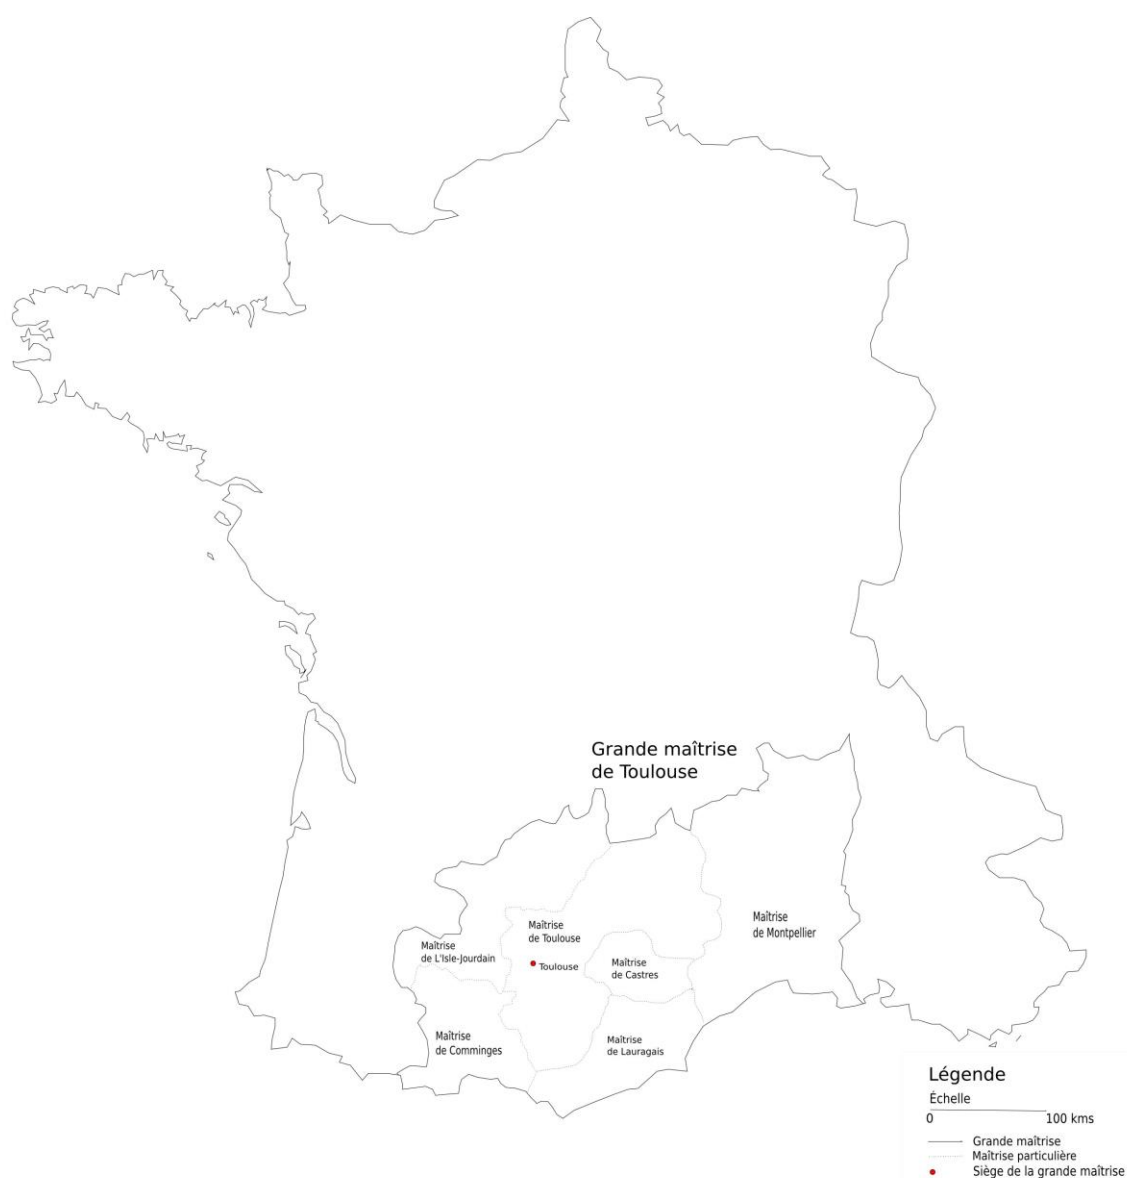 Grande maîtrise
de Toulouse
Maîtrise
de Montpellier
Maîtrise
de Toulouse
Maîtrise
de L'Isle-Jourdain
Toulouse
Maîtrise
de Castres
Maîtrise
de Comminges
Maîtrise
de Lauragais
Légende
Échelle
0 100 kms
Grande maîtrise
Maîtrise particulière
Siège de la grande maîtrise